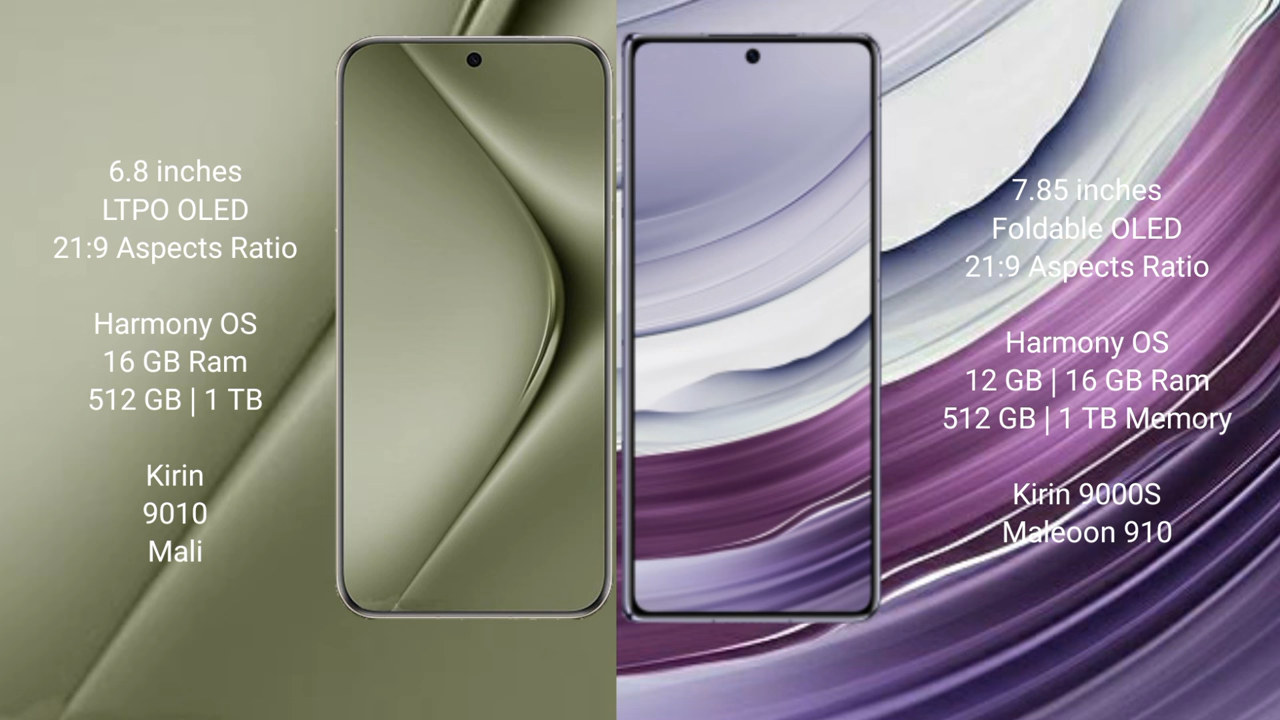 6.8 inches
LTPO OLED
21:9 Aspects Ratio
Harmony OS
16 GB Ram
512 GB | 1 TB
Kirin
9010
Mali
7.85 inches
Foldable OLED
21:9 Aspects Ratio
Harmony OS
12 GB | 16 GB Ram
512 GB | 1 TB Memory
Kirin 9000S
Maleoon 910